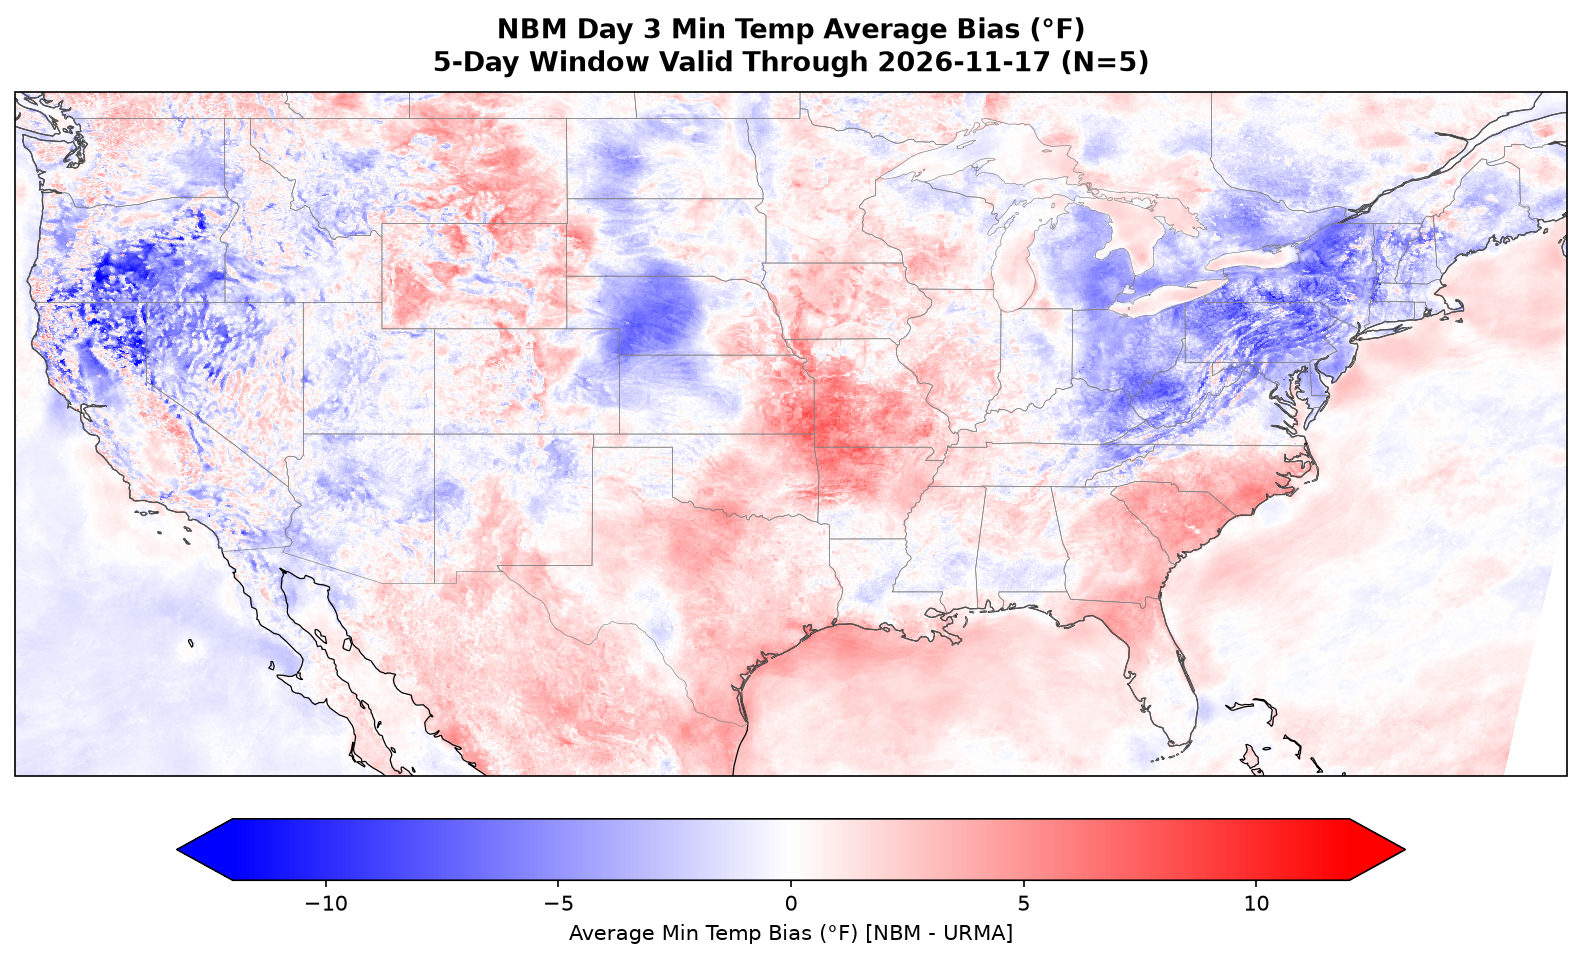 NBM Day 3 Min Temp Average Bias (°F)
5-Day Window Valid Through 2026-11-17 (N=5)
−10 −5 0 5 10
Average Min Temp Bias (°F) [NBM - URMA]